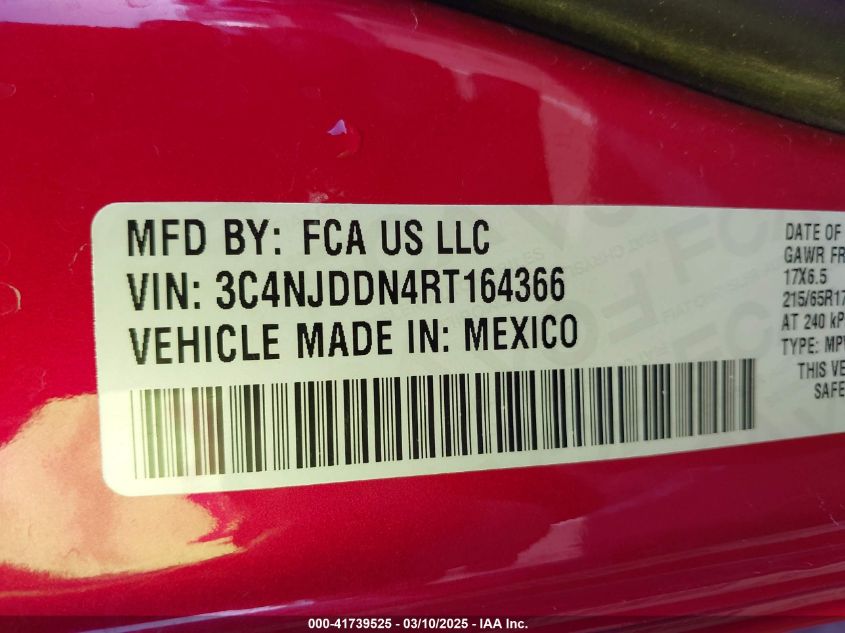 MFD BY: FCA US LLC
VIN: 3C4NJDDN4RT164366
VEHICLE MADE IN: MEXICO
DATE OF
GAWR FR
17X6.5
215/65R17
AT 240 kP
TYPE: MPV
THIS VE
SAFE
000-41739525 - 03/10/2025 - IAA Inc.